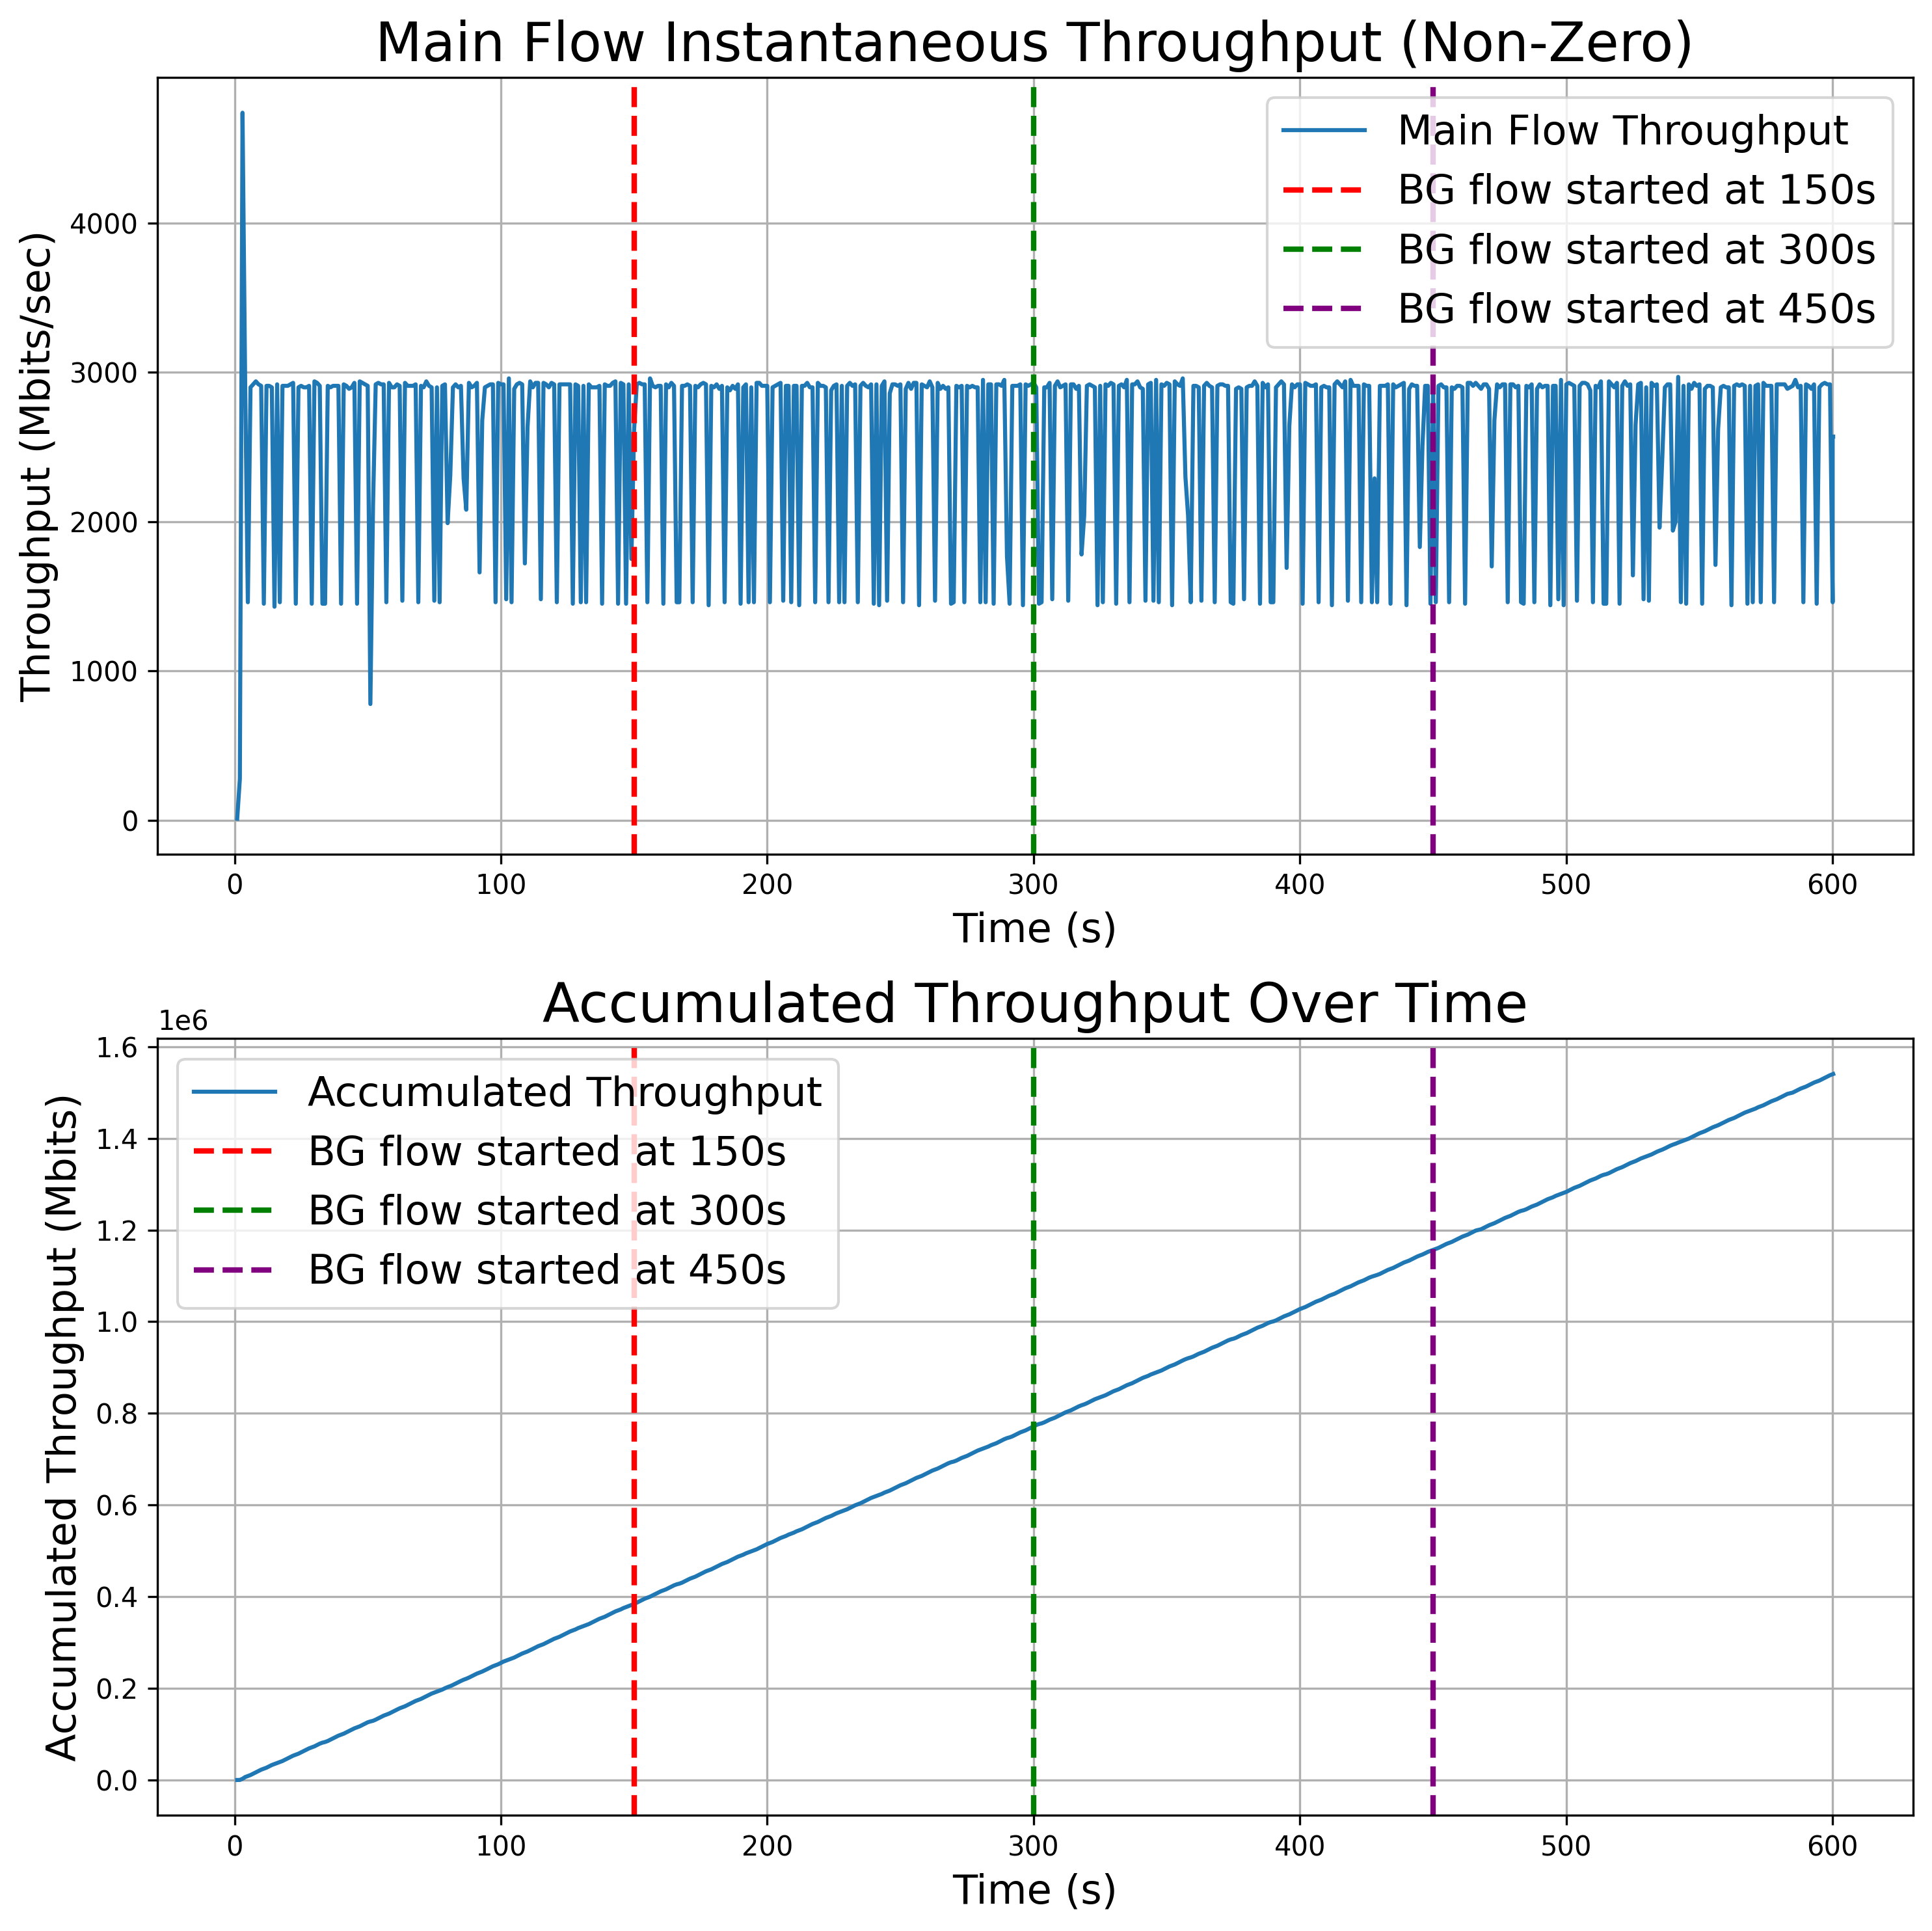 Main Flow Instantaneous Throughput (Non-Zero)
Throughput (Mbits/sec)
4000
3000
2000
1000
0
Main Flow Throughput
BG flow started at 150s
BG flow started at 300s
BG flow started at 450s
0 100 200 300 400 500 600
Time (s)
Accumulated Throughput Over Time
1e6
Accumulated Throughput (Mbits)
1.6
1.4
1.2
1.0
0.8
0.6
0.4
0.2
0.0
Accumulated Throughput
BG flow started at 150s
BG flow started at 300s
BG flow started at 450s
0 100 200 300 400 500 600
Time (s)